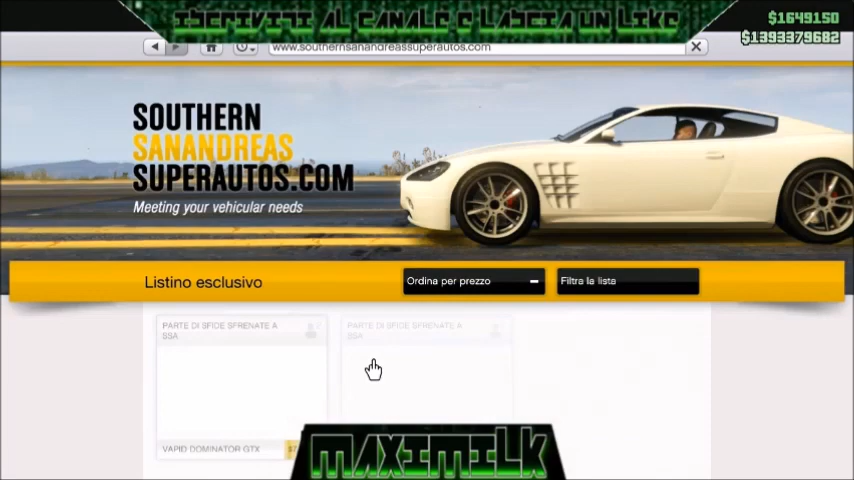 ISCRIVITI AL CANALE E LASCIA UN LIKE
$1649150
$1393379682
www.southernsanandreassuperautos.com
SOUTHERN
SANANDREAS
SUPERAUTOS.COM
Meeting your vehicular needs
Listino esclusivo
Ordina per prezzo
Filtra la lista
PARTE DI SFIDE SFRENATE A
SSA
PARTE DI SFIDE SFRENATE A
SSA
VAPID DOMINATOR GTX
MAXIMILK